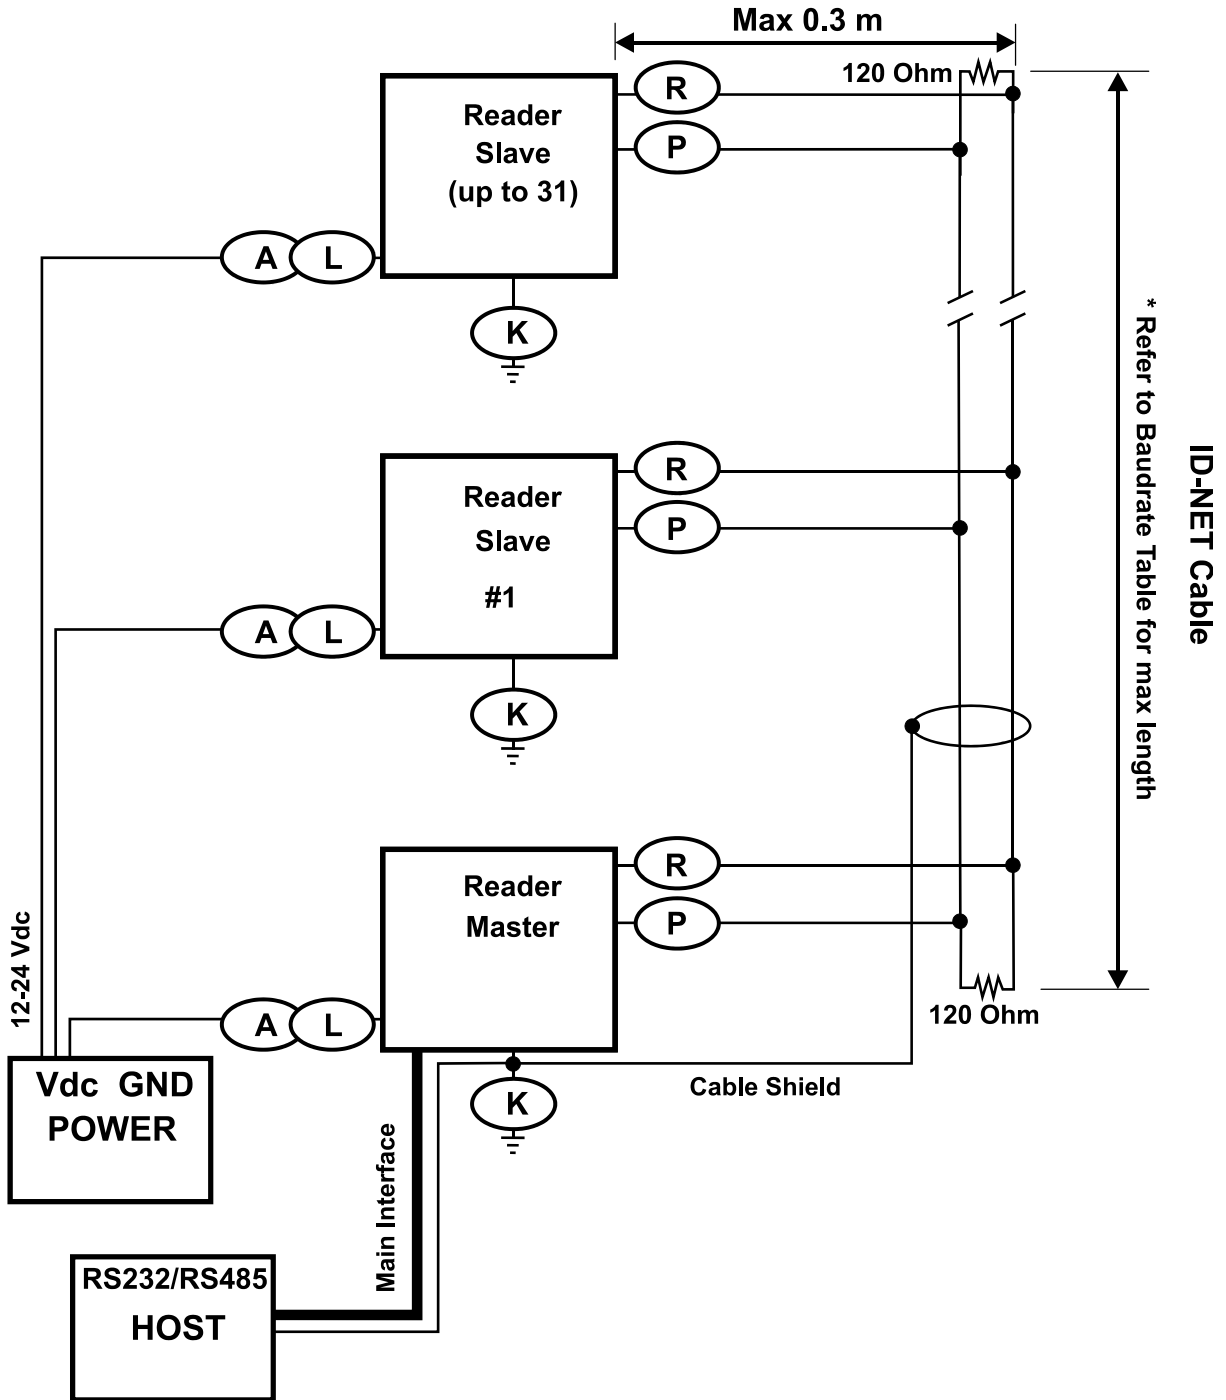 Max 0.3 m
120 Ohm
R
P
Reader
Slave
(up to 31)
A
L
K
R
P
Reader
Slave
#1
A
L
K
* Refer to Baudrate Table for max length
ID-NET Cable
R
P
Reader
Master
A
L
K
120 Ohm
Cable Shield
12-24 Vdc
Vdc GND
POWER
Main Interface
RS232/RS485
HOST